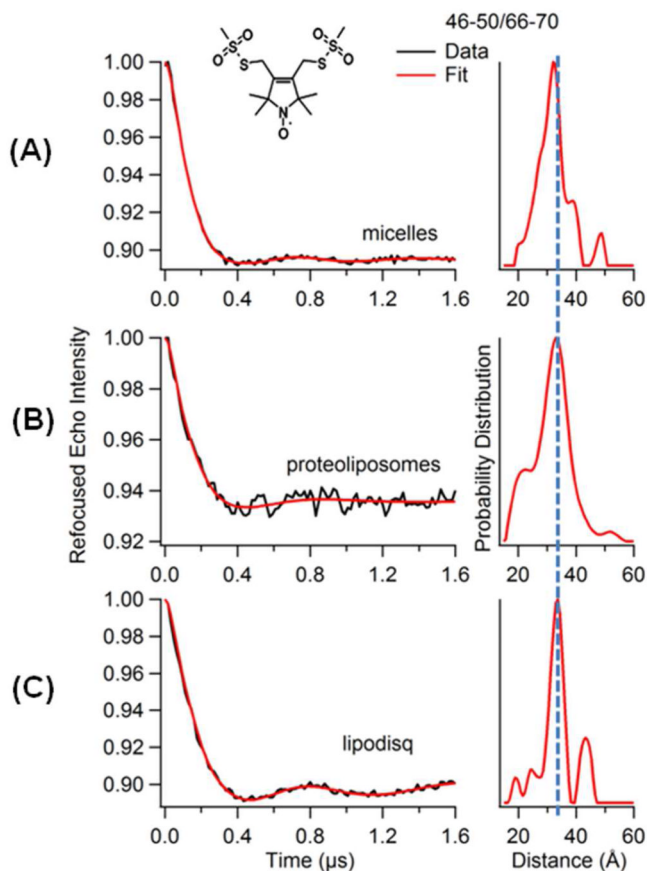 46-50/66-70
Data
Fit
O
O
S
S
O
S
S
O
N
O
(A)
1.00
0.98
0.96
0.94
0.92
0.90
micelles
0.0 0.4 0.8 1.2 1.6
20 40 60
(B)
Refocused Echo Intensity
1.00
0.98
0.96
0.94
0.92
proteoliposomes
0.0 0.4 0.8 1.2 1.6
Probability Distribution
20 40 60
(C)
1.00
0.98
0.96
0.94
0.92
0.90
lipodisq
0.0 0.4 0.8 1.2 1.6
Time (µs)
20 40 60
Distance (Å)